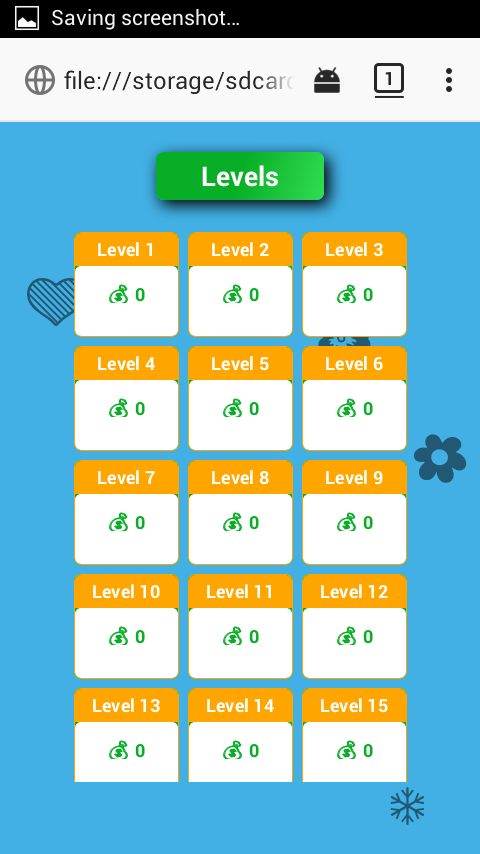 Saving screenshot...
file:///storage/sdcard
1
Levels
Level 1 Level 2 Level 3
0 0 0
Level 4 Level 5 Level 6
0 0 0
Level 7 Level 8 Level 9
0 0 0
Level 10 Level 11 Level 12
0 0 0
Level 13 Level 14 Level 15
0 0 0